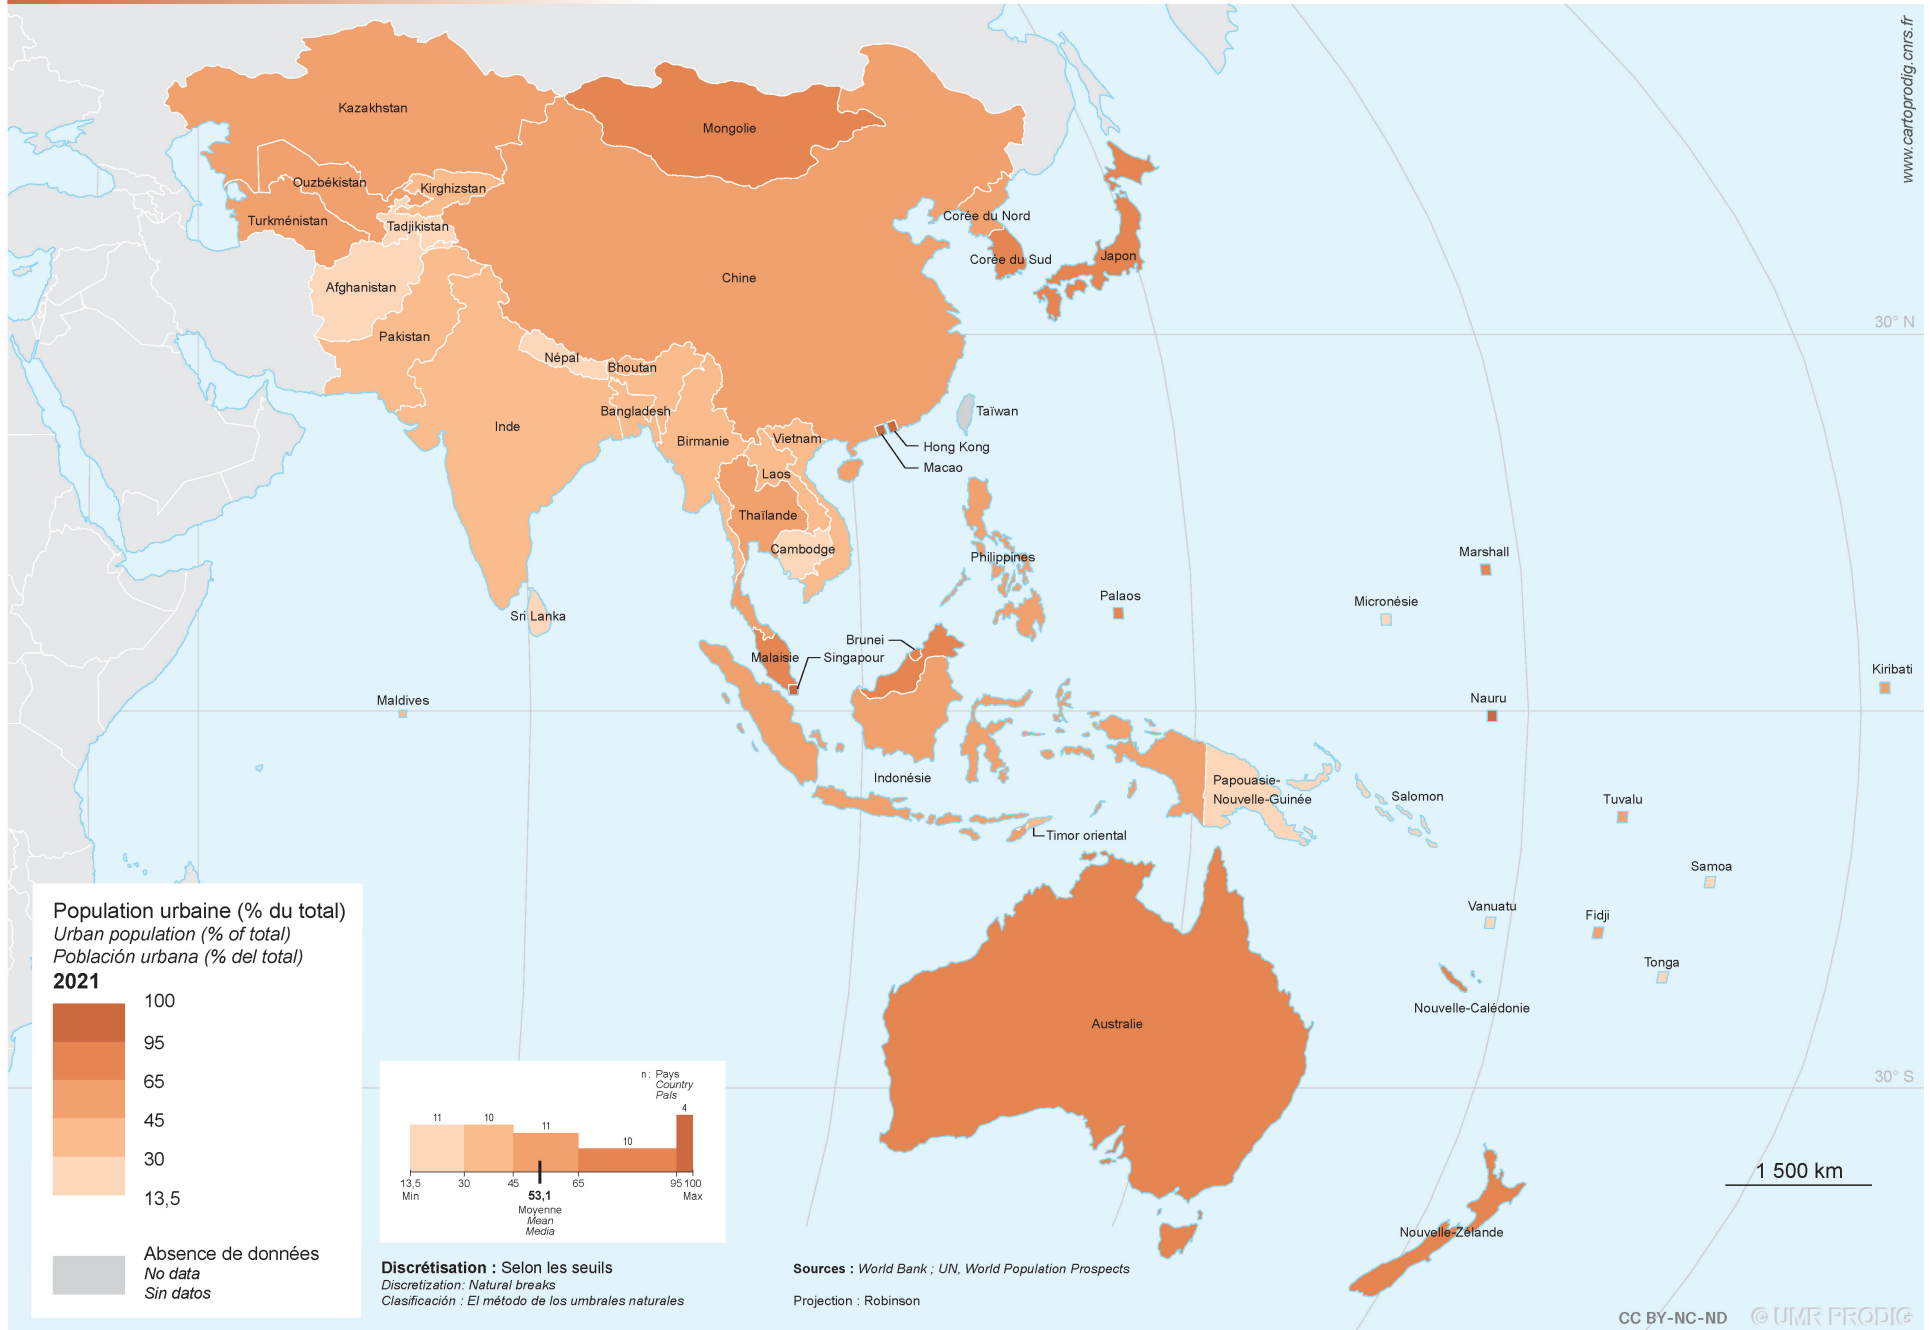 www.cartoprodig.cnrs.fr
Kazakhstan
Mongolie
Ouzbékistan
Kirghizstan
Turkménistan
Tadjikistan
Corée du Nord
Corée du Sud
Japon
Chine
Afghanistan
Pakistan
30° N
Népal
Bhoutan
Bangladesh
Taïwan
Inde
Birmanie
Vietnam
Hong Kong
Macao
Laos
Thaïlande
Cambodge
Philippines
Marshall
Palaos
Micronésie
Sri Lanka
Brunei
Malaisie
Singapour
Kiribati
Maldives
Nauru
Indonésie
Papouasie-
Nouvelle-Guinée
Salomon
Tuvalu
Timor oriental
Samoa
Vanuatu
Fidji
Tonga
Nouvelle-Calédonie
Australie
30° S
Nouvelle-Zélande
1 500 km
Population urbaine (% du total)
Urban population (% of total)
Población urbana (% del total)
2021
100
95
65
45
30
13,5
Absence de données
No data
Sin datos
n : Pays
Country
País
11
10
11
10
4
13,5
30
45
65
95
100
Min
53,1
Max
Moyenne
Mean
Media
Discrétisation : Selon les seuils
Discretization: Natural breaks
Clasificación : El método de los umbrales naturales
Sources : World Bank ; UN, World Population Prospects
Projection : Robinson
CC BY-NC-ND
© UMR PRODIG